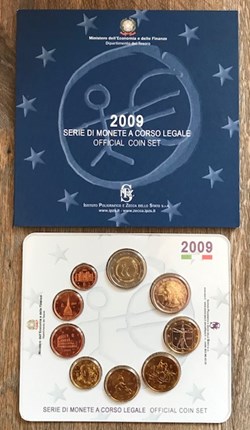 Ministero dell'Economia e delle Finanze
Dipartimento del Tesoro
2009
SERIE DI MONETE A CORSO LEGALE
OFFICIAL COIN SET
ISTITUTO POLIGRAFICO E ZECCA DELLO STATO S.p.A.
2009
SERIE DI MONETE A CORSO LEGALE OFFICIAL COIN SET